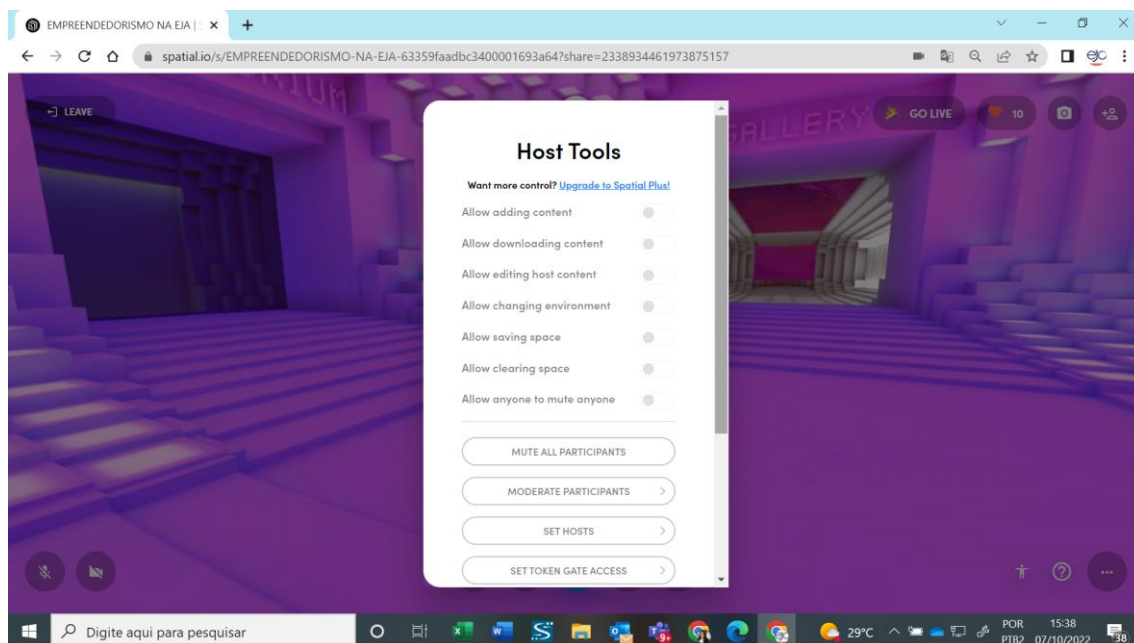 EMPREENDEDORISMO NA EJA | S
spatial.io/s/EMPREENDEDORISMO-NA-EJA-63359faadbc3400001693a64?share=2338934461973875157
LEAVE
GALLERY
GO LIVE
10
Host Tools
Want more control? Upgrade to Spatial Plus!
Allow adding content
Allow downloading content
Allow editing host content
Allow changing environment
Allow saving space
Allow clearing space
Allow anyone to mute anyone
MUTE ALL PARTICIPANTS
MODERATE PARTICIPANTS
SET HOSTS
SET TOKEN GATE ACCESS
Digite aqui para pesquisar
29°C
POR
PTB2
15:38
07/10/2022
38